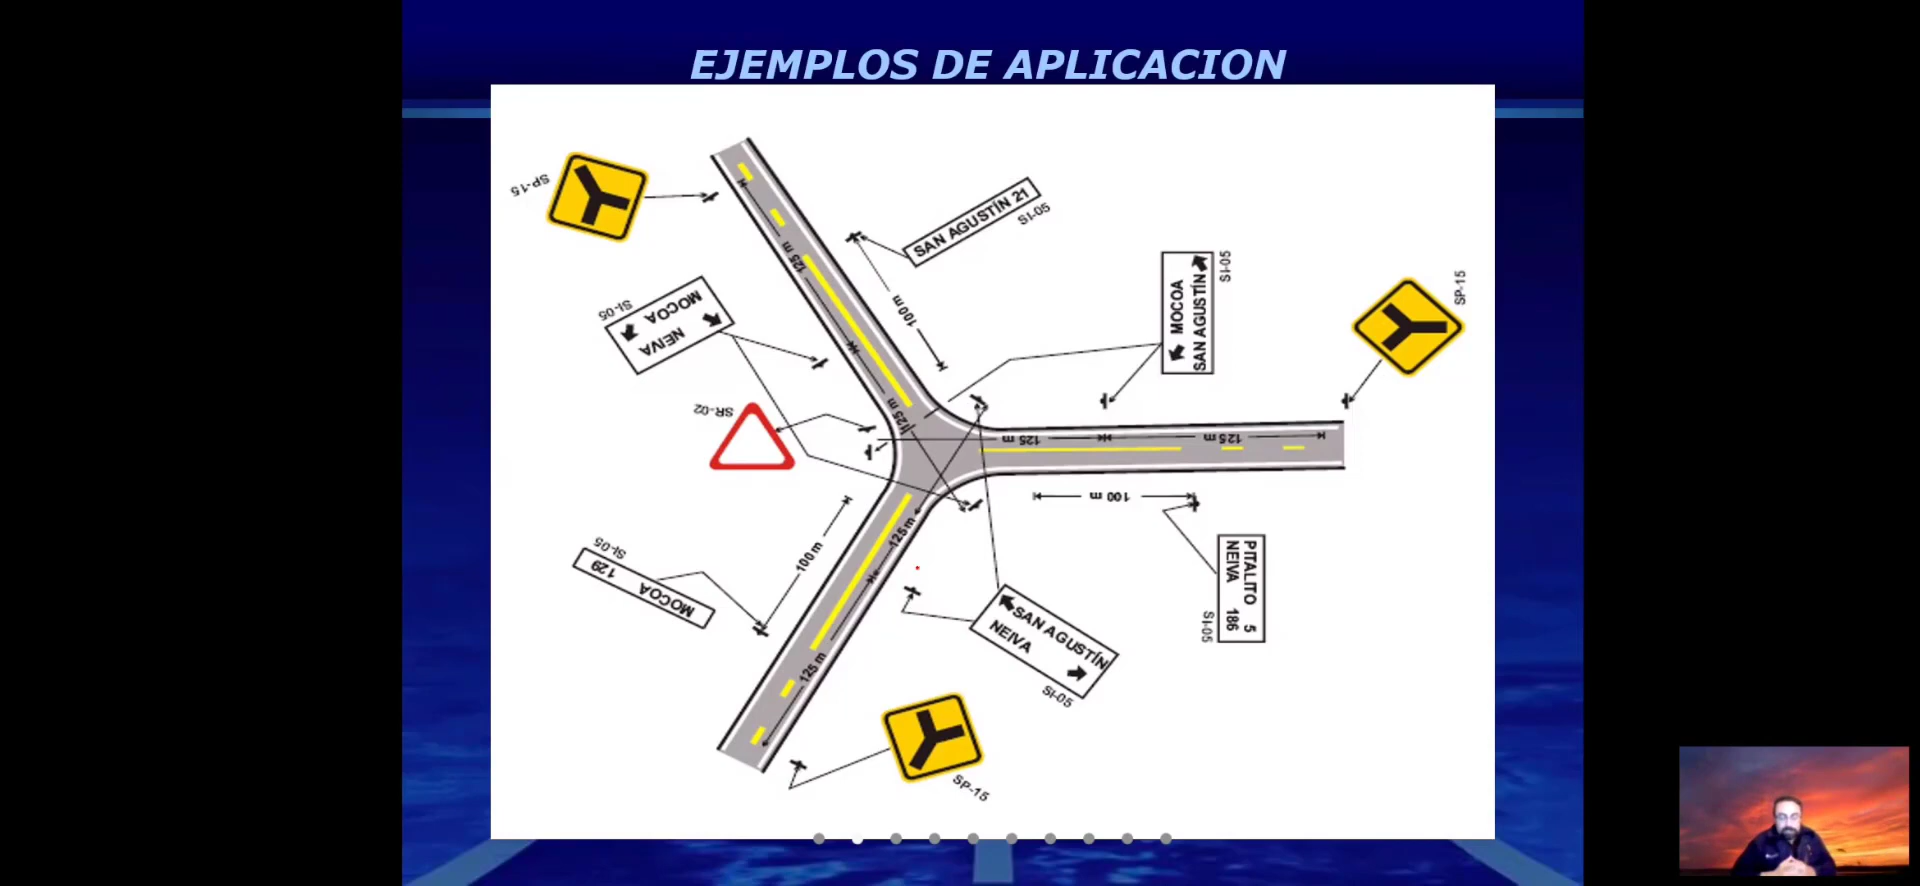 EJEMPLOS DE APLICACION
SP-15
SAN AGUSTÍN 21
SI-05
125 m
100 m
SI-05
MOCOA
NEIVA
MOCOA
SAN AGUSTÍN
SI-05
SP-15
SR-02
125 m
125 m
125 m
100 m
SI-05
MOCOA 129
100 m
125 m
125 m
PITALITO 5
NEIVA 186
SI-05
SAN AGUSTÍN
NEIVA
SI-05
SP-15